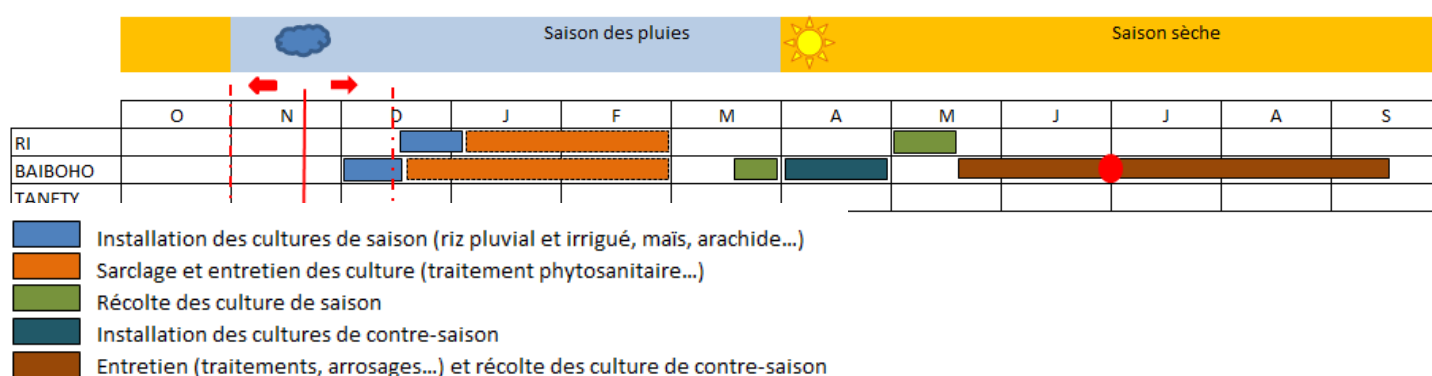 Saison des pluies Saison sèche
O N D J F M A M J J A S
RI
BAIBOHO
TANETY
Installation des cultures de saison (riz pluvial et irrigué, maïs, arachide...)
Sarclage et entretien des culture (traitement phytosanitaire...)
Récolte des culture de saison
Installation des cultures de contre-saison
Entretien (traitements, arrosages...) et récolte des culture de contre-saison